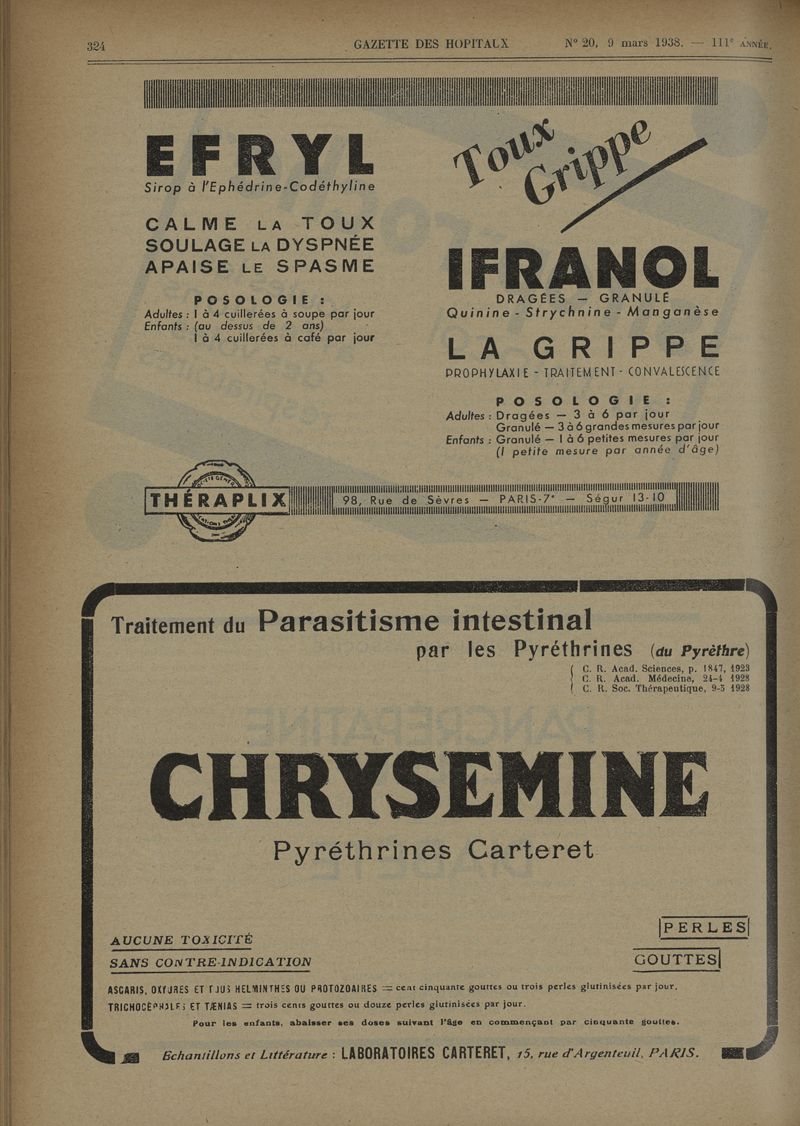 324
GAZETTE DES HOPITAUX
N° 20, 9 mars 1938. — 111e ANNÉE.
EFRYL
Sirop à l'Ephédrine-Codéthyline
CALME LA TOUX
SOULAGE LA DYSPNÉE
APAISE LE SPASME
POSOLOGIE :
Adultes : 1 à 4 cuillerées à soupe par jour
Enfants : (au dessus de 2 ans)
1 à 4 cuillerées à café par jour
Toux
Grippe
IFRANOL
DRAGÉES — GRANULÉ
Quinine - Strychnine - Manganèse
LA GRIPPE
PROPHYLAXIE - TRAITEMENT - CONVALESCENCE
POSOLOGIE :
Adultes : Dragées — 3 à 6 par jour
Granulé — 3 à 6 grandes mesures par jour
Enfants : Granulé — 1 à 6 petites mesures par jour
(1 petite mesure par année d'âge)
THÉRAPLIX
98, Rue de Sèvres — PARIS-7e — Ségur 13-10
Traitement du Parasitisme intestinal
par les Pyréthrines (du Pyrèthre)
C. R. Acad. Sciences, p. 1847, 1923
C. R. Acad. Médecine, 24-4 1928
C. R. Soc. Thérapeutique, 9-5 1928
CHRYSEMINE
Pyréthrines Carteret
AUCUNE TOXICITÉ
SANS CONTRE-INDICATION
PERLES
GOUTTES
ASCARIS, OXYURES ET TOUS HELMINTHES OU PROTOZOAIRES = cent cinquante gouttes ou trois perles glutinisées par jour.
TRICHOCÉPHALES ET TÆNIAS = trois cents gouttes ou douze perles glutinisées par jour.
Pour les enfants, abaisser ses doses suivant l'âge en commençant par cinquante gouttes.
Echantillons et Littérature : LABORATOIRES CARTERET, 15, rue d'Argenteuil, PARIS.